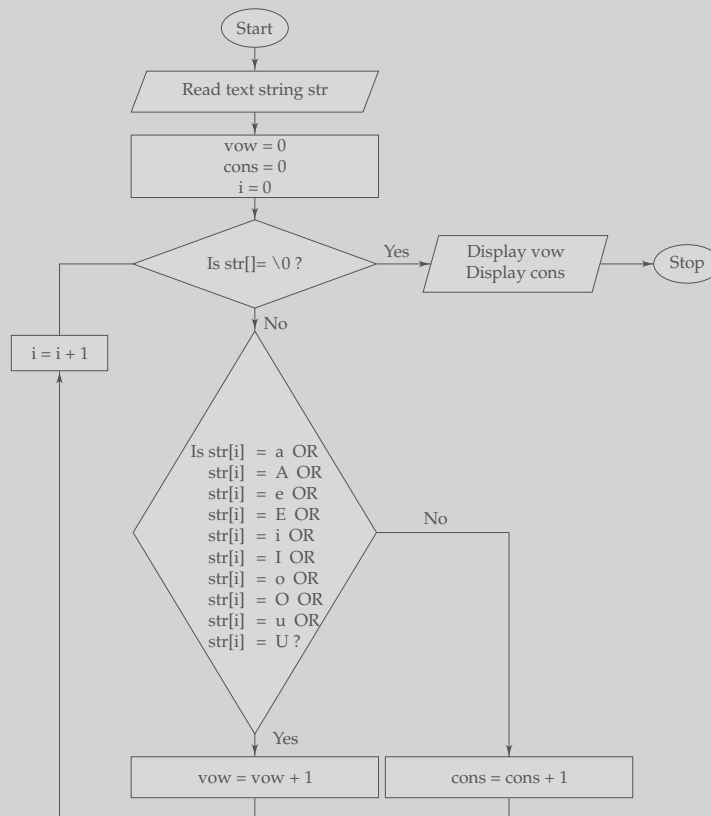 Start
Read text string str
vow = 0
cons = 0
i = 0
Is str[]= \0 ?
Yes
Display vow
Display cons
Stop
No
i = i + 1
Is str[i] = a OR
str[i] = A OR
str[i] = e OR
str[i] = E OR
str[i] = i OR
str[i] = I OR
str[i] = o OR
str[i] = O OR
str[i] = u OR
str[i] = U ?
No
Yes
vow = vow + 1
cons = cons + 1